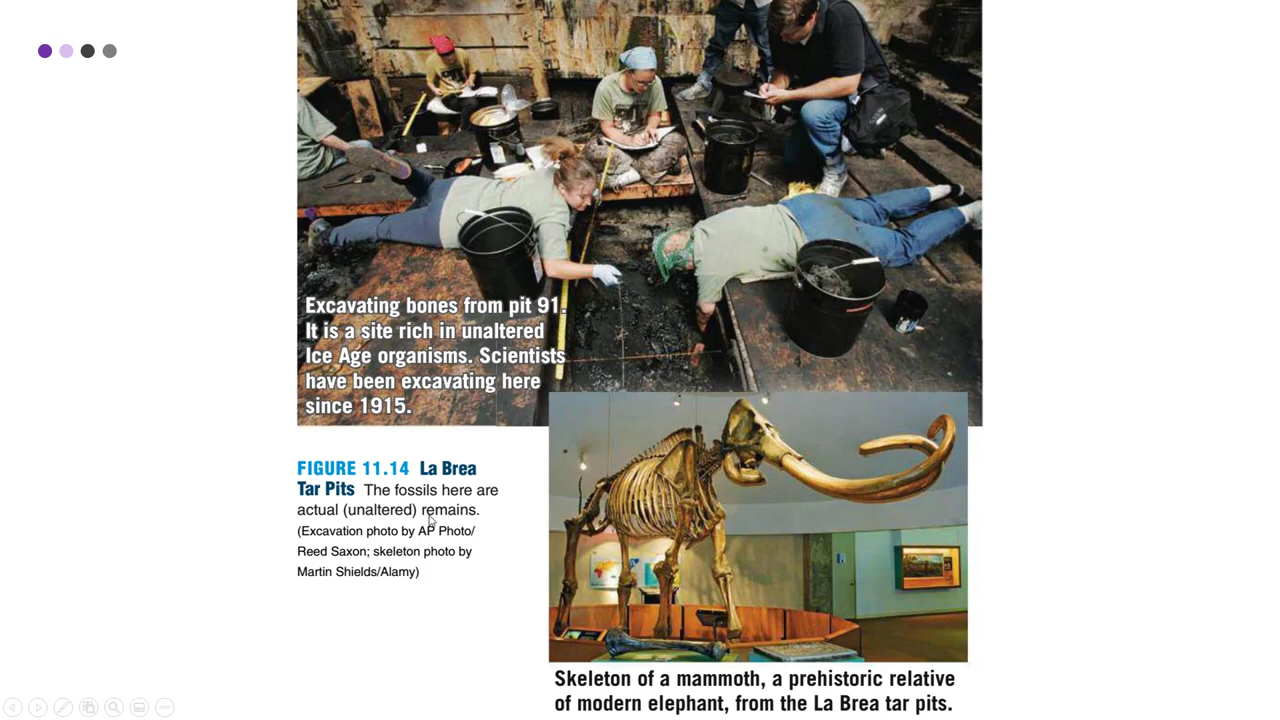 Excavating bones from pit 91.
It is a site rich in unaltered
Ice Age organisms. Scientists
have been excavating here
since 1915.
FIGURE 11.14 La Brea
Tar Pits The fossils here are
actual (unaltered) remains.
(Excavation photo by AP Photo/
Reed Saxon; skeleton photo by
Martin Shields/Alamy)
Skeleton of a mammoth, a prehistoric relative
of modern elephant, from the La Brea tar pits.